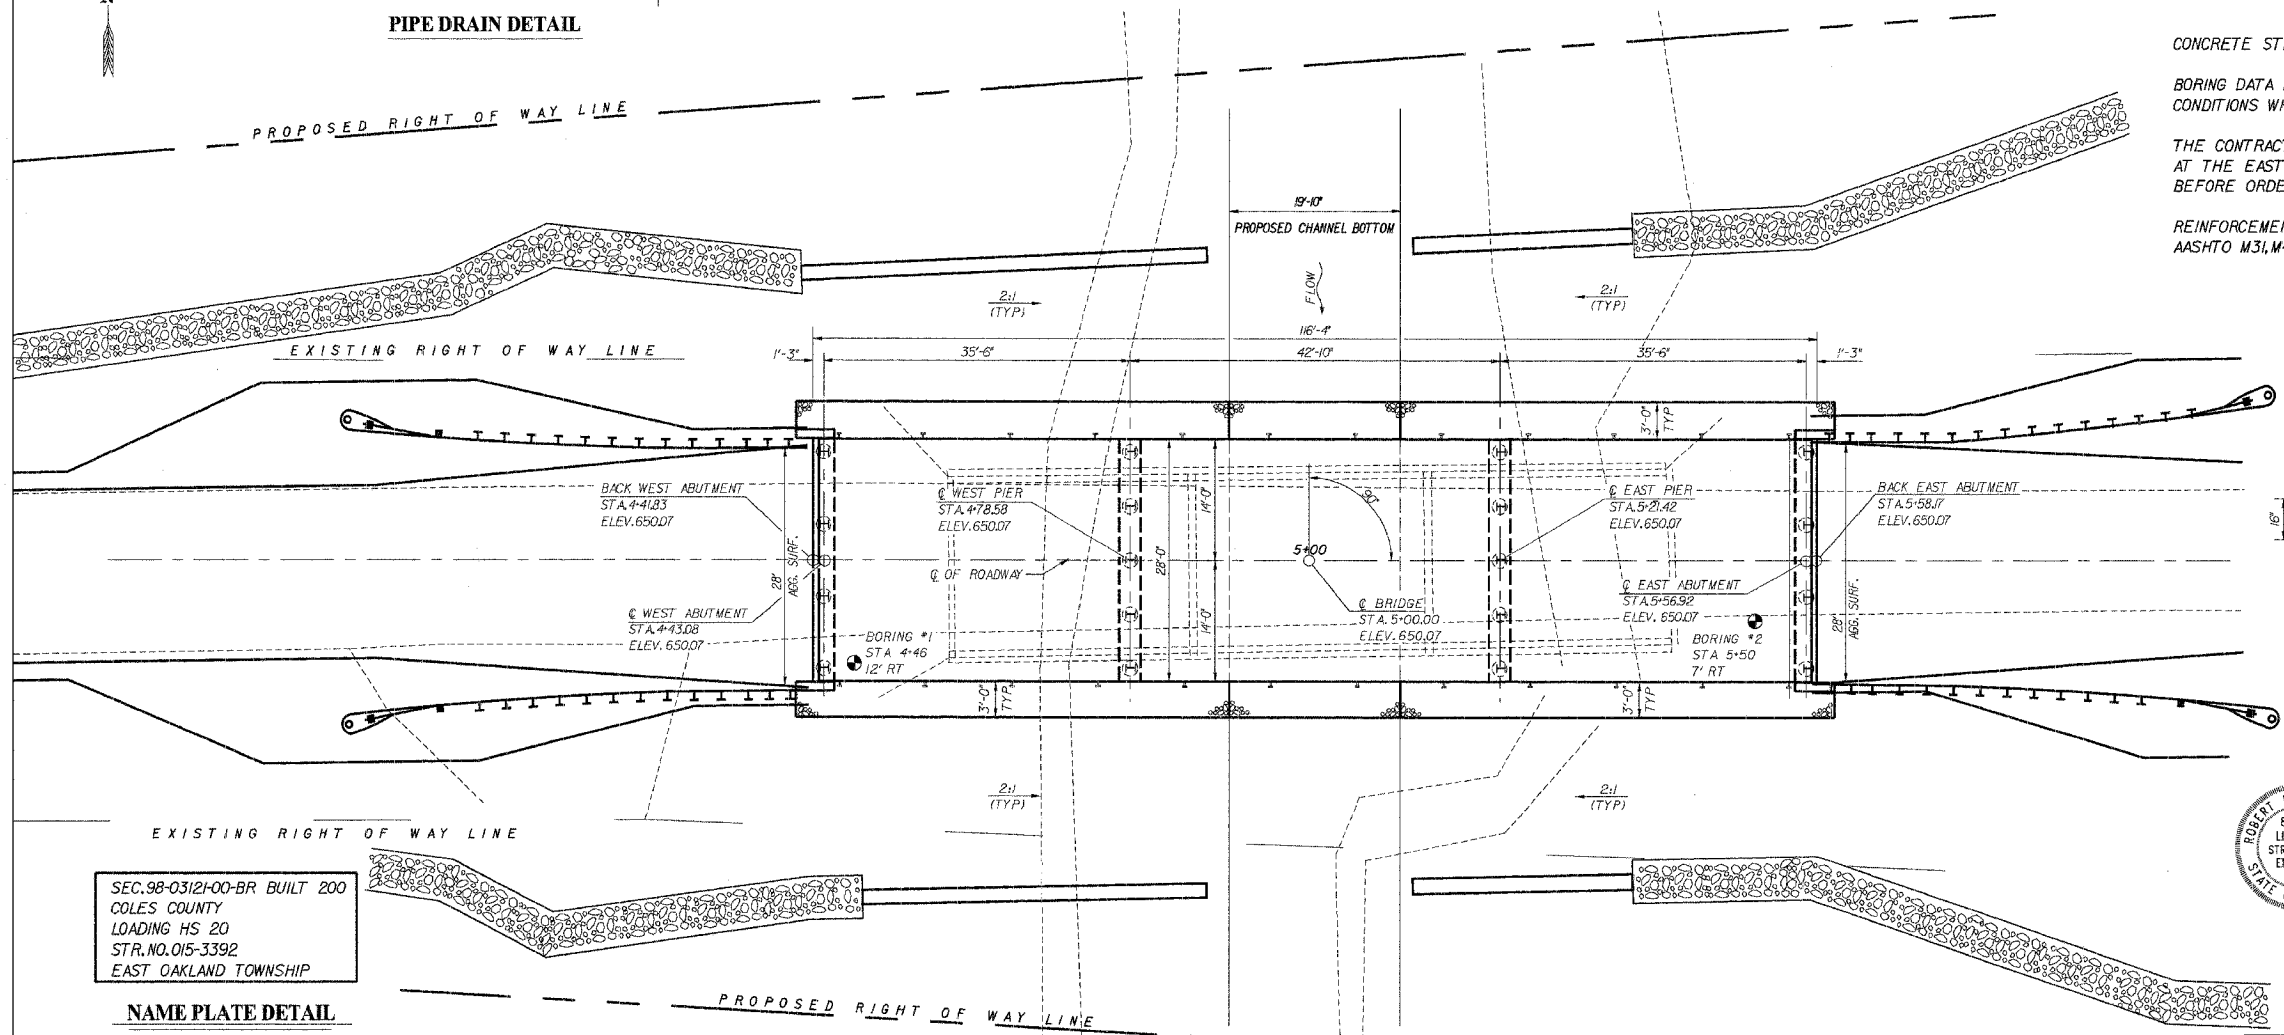 N
PIPE DRAIN DETAIL
PROPOSED RIGHT OF WAY LINE
CONCRETE
BORING DATA
CONDITIONS
THE
AT THE EAST
BEFORE
AASHTO M31,
19'-10"
PROPOSED CHANNEL BOTTOM
FLOW
2:1
(TYP)
2:1
(TYP)
116'-4"
EXISTING RIGHT OF WAY LINE
1'-3"
35'-6"
42'-10"
35'-6"
1'-3"
3'-0"
TYP
BACK WEST ABUTMENT
STA. 4+41.83
ELEV. 650.07
℄ WEST PIER
STA. 4+78.58
ELEV. 650.07
14'-0"
90°
℄ EAST PIER
STA. 5+21.42
ELEV. 650.07
BACK EAST ABUTMENT
STA. 5+58.17
ELEV. 650.07
16"
28'
AGG. SURF.
℄ OF ROADWAY
28'-0"
5+00
℄ WEST ABUTMENT
STA. 4+43.08
ELEV. 650.07
14'-0"
℄ BRIDGE
STA. 5+00.00
ELEV. 650.07
℄ EAST ABUTMENT
STA. 5+56.92
ELEV. 650.07
28'
AGG. SURF.
BORING #1
STA 4+46
12' RT
BORING #2
STA 5+50
7' RT
3'-0"
TYP
3'-0"
TYP
2:1
(TYP)
2:1
(TYP)
EXISTING RIGHT OF WAY LINE
ROBERT
STATE
SEC. 98-03121-00-BR BUILT 200
COLES COUNTY
LOADING HS 20
STR. NO. 015-3392
EAST OAKLAND TOWNSHIP
NAME PLATE DETAIL
PROPOSED RIGHT OF WAY LINE